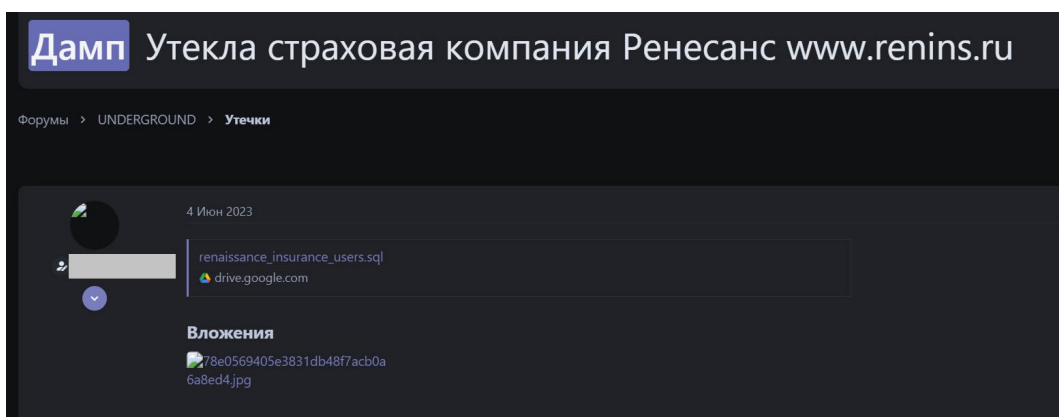 Дамп Утекла страховая компания Ренесанс www.renins.ru
Форумы > UNDERGROUND > Утечки
4 Июн 2023
renaissance_insurance_users.sql
drive.google.com
Вложения
78e0569405e3831db48f7acb0a
6a8ed4.jpg